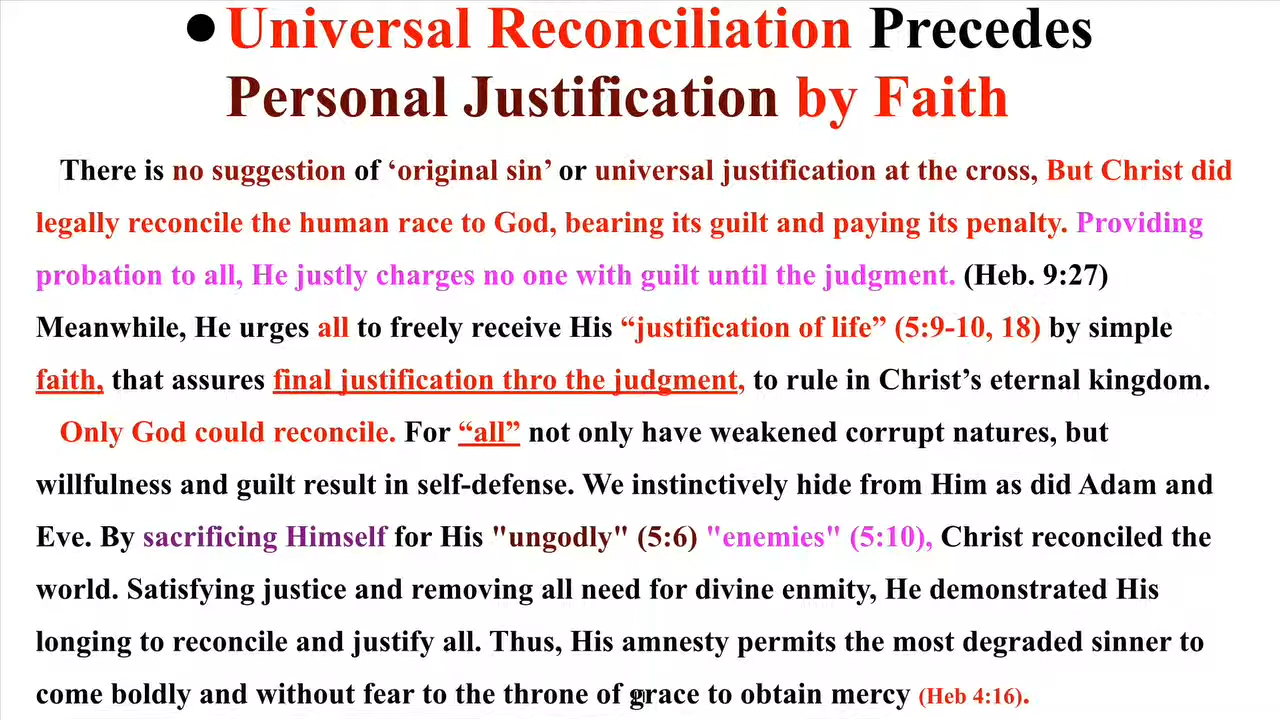 ●Universal Reconciliation Precedes
Personal Justification by Faith
There is no suggestion of ‘original sin’ or universal justification at the cross, But Christ did
legally reconcile the human race to God, bearing its guilt and paying its penalty. Providing
probation to all, He justly charges no one with guilt until the judgment. (Heb. 9:27)
Meanwhile, He urges all to freely receive His “justification of life” (5:9-10, 18) by simple
faith, that assures final justification thro the judgment, to rule in Christ’s eternal kingdom.
Only God could reconcile. For “all” not only have weakened corrupt natures, but
willfulness and guilt result in self-defense. We instinctively hide from Him as did Adam and
Eve. By sacrificing Himself for His "ungodly" (5:6) "enemies" (5:10), Christ reconciled the
world. Satisfying justice and removing all need for divine enmity, He demonstrated His
longing to reconcile and justify all. Thus, His amnesty permits the most degraded sinner to
come boldly and without fear to the throne of grace to obtain mercy (Heb 4:16).